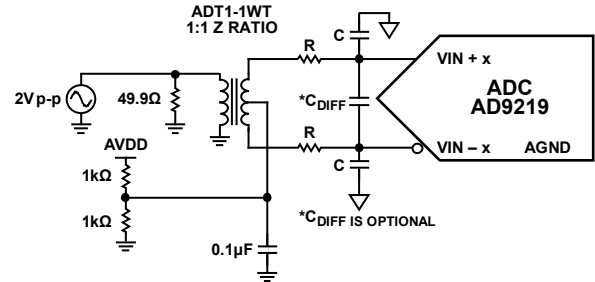 ADT1-1WT
1:1 Z RATIO
C
R
VIN + x
2V p-p
49.9Ω
*CDIFF
ADC
AD9219
AVDD
R
VIN – x
AGND
1kΩ
C
1kΩ
*CDIFF IS OPTIONAL
0.1µF